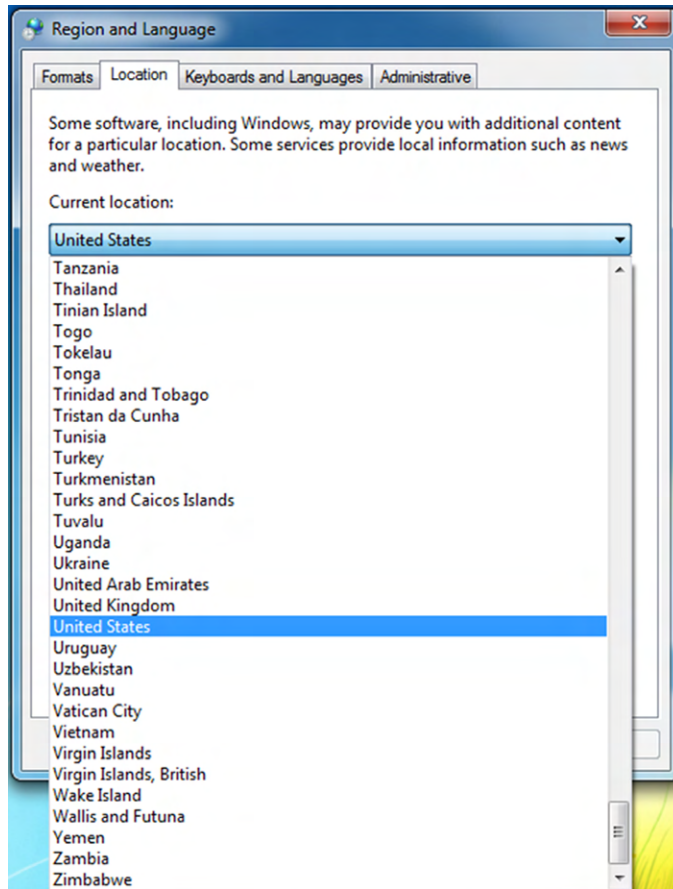 Region and Language
Formats Location Keyboards and Languages Administrative
Some software, including Windows, may provide you with additional content
for a particular location. Some services provide local information such as news
and weather.
Current location:
United States
Tanzania
Thailand
Tinian Island
Togo
Tokelau
Tonga
Trinidad and Tobago
Tristan da Cunha
Tunisia
Turkey
Turkmenistan
Turks and Caicos Islands
Tuvalu
Uganda
Ukraine
United Arab Emirates
United Kingdom
United States
Uruguay
Uzbekistan
Vanuatu
Vatican City
Vietnam
Virgin Islands
Virgin Islands, British
Wake Island
Wallis and Futuna
Yemen
Zambia
Zimbabwe